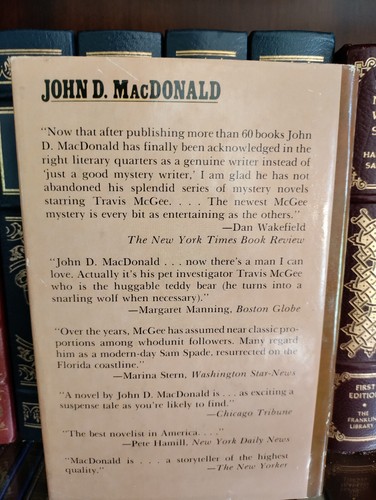 JOHN D. MACDONALD
"Now that after publishing more than 60 books John
D. MacDonald has finally been acknowledged in the
right literary quarters as a genuine writer instead of
'just a good mystery writer,' I am glad he has not
abandoned his splendid series of mystery novels
starring Travis McGee. . . . The newest McGee
mystery is every bit as entertaining as the others."
—Dan Wakefield
The New York Times Book Review
"John D. MacDonald . . . now there's a man I can
love. Actually it's his pet investigator Travis McGee
who is the huggable teddy bear (he turns into a
snarling wolf when necessary)."
—Margaret Manning, Boston Globe
"Over the years, McGee has assumed near classic pro-
portions among whodunit followers. Many regard
him as a modern-day Sam Spade, resurrected on the
Florida coastline."
—Marina Stern, Washington Star-News
"A novel by John D. MacDonald is . . . as exciting a
suspense tale as you're likely to find."
—Chicago Tribune
"The best novelist in America. . . ."
—Pete Hamill, New York Daily News
"MacDonald is . . . a storyteller of the highest
quality."
—The New Yorker
FIRST
EDITION
THE
FRANKLIN
LIBRARY